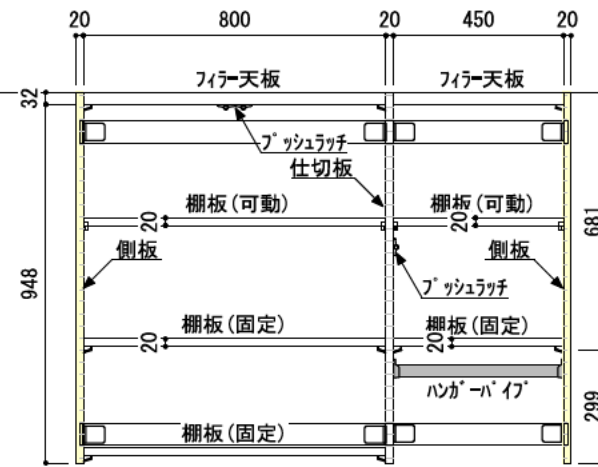 20 800 20 450 20
フィラー天板 フィラー天板
32
プッシュラッチ
仕切板
棚板(可動) 棚板(可動)
20 20
681
側板 側板
948
プッシュラッチ
棚板(固定) 棚板(固定)
20 20
ハンガーパイプ
299
棚板(固定)